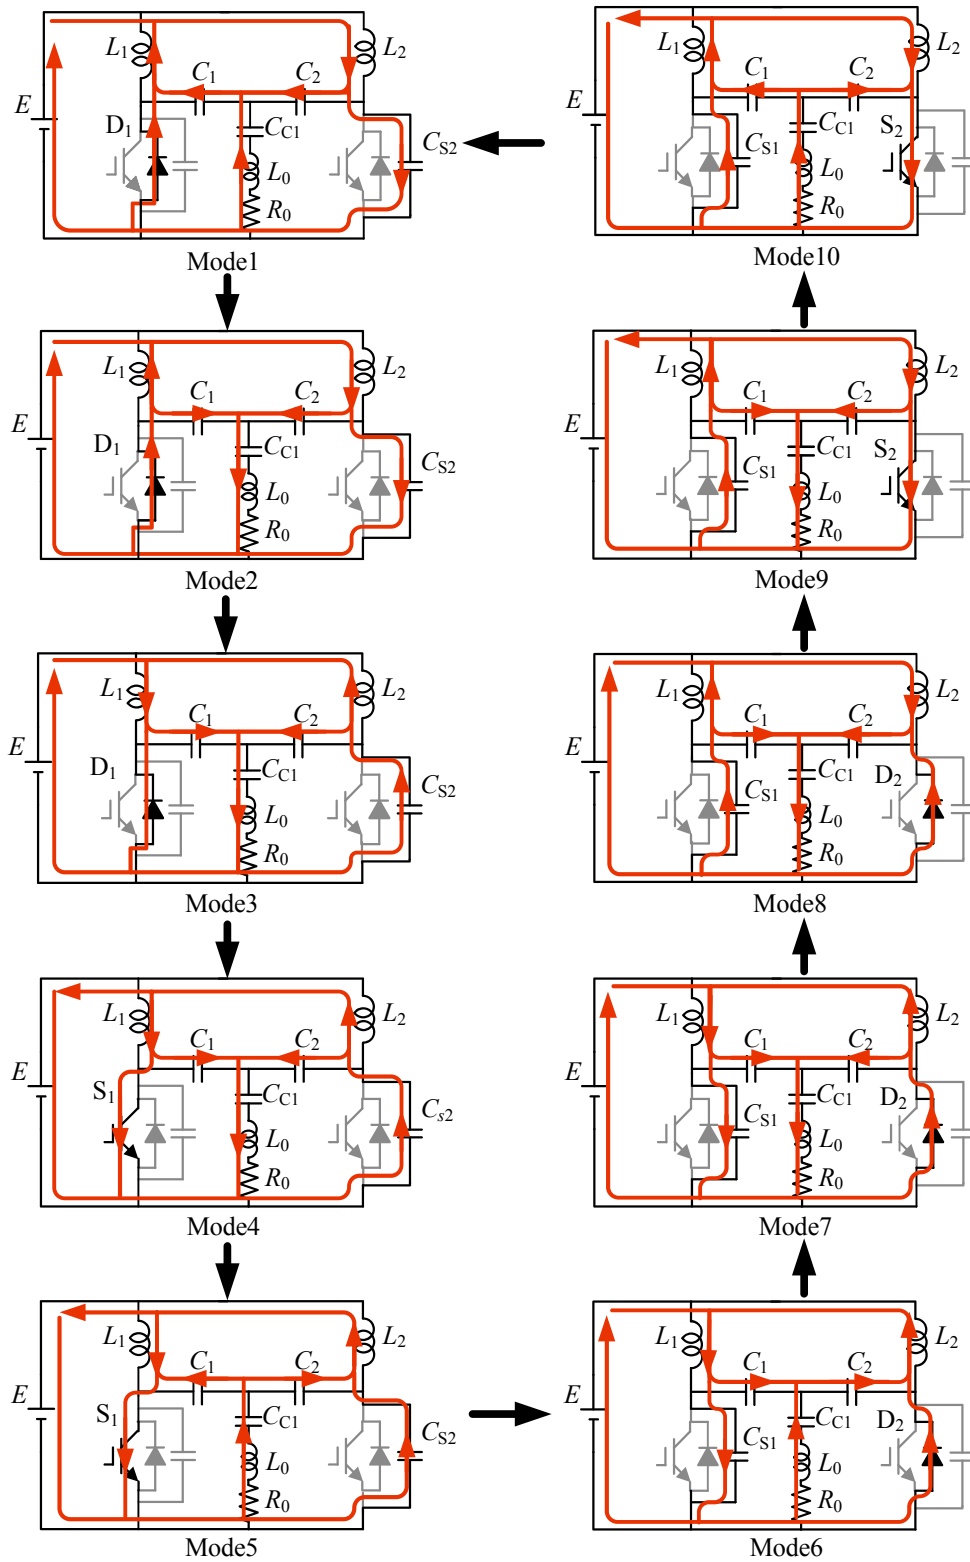 L1 L2
C1 C2
E
D1
CC1 CS2
L0
R0
Mode1
L1 L2
C1 C2
E
D1
CC1 CS2
L0
R0
Mode2
L1 L2
C1 C2
E
D1
CC1 CS2
L0
R0
Mode3
L1 L2
C1 C2
E
S1
CC1 Cs2
L0
R0
Mode4
L1 L2
C1 C2
E
S1
CC1 CS2
L0
R0
Mode5
L1 L2
C1 C2
E
CC1 D2
CS1 L0
R0
Mode6
L1 L2
C1 C2
E
CC1 D2
CS1 L0
R0
Mode7
L1 L2
C1 C2
E
CC1 D2
CS1 L0
R0
Mode8
L1 L2
C1 C2
E
CC1 S2
CS1 L0
R0
Mode9
L1 L2
C1 C2
E
CC1 S2
CS1 L0
R0
Mode10